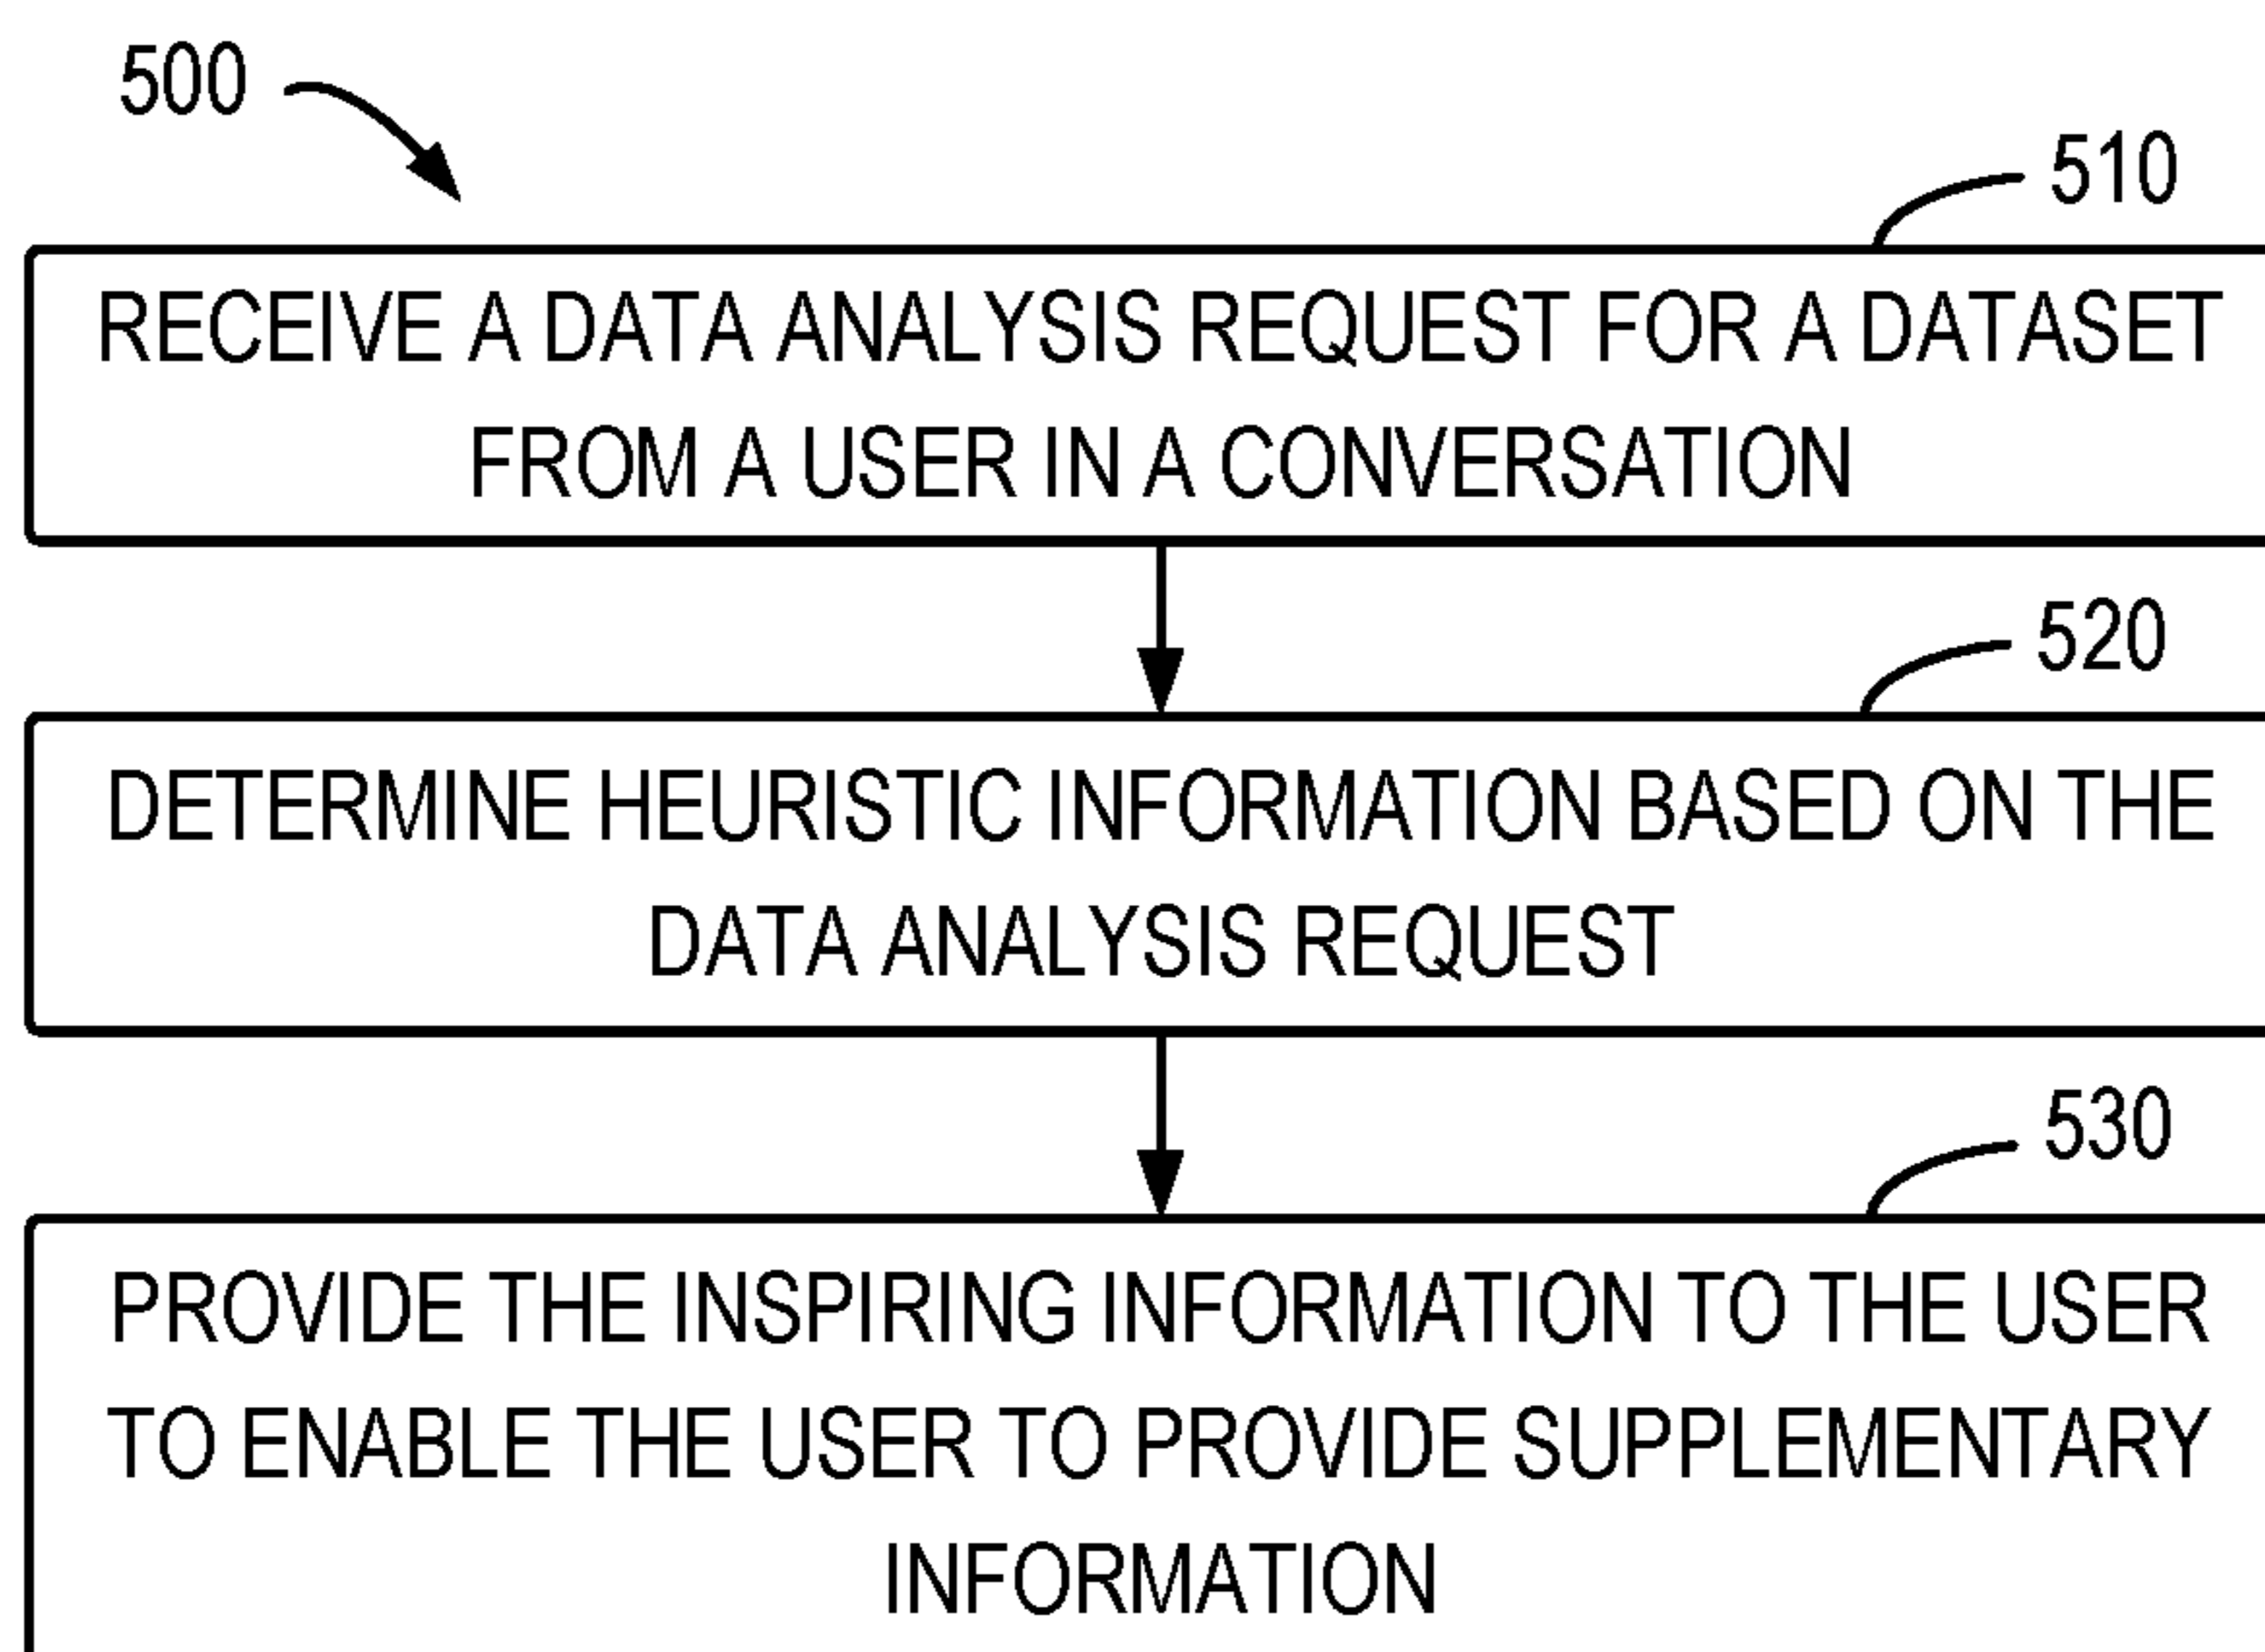 500
510
RECEIVE A DATA ANALYSIS REQUEST FOR A DATASET
FROM A USER IN A CONVERSATION
520
DETERMINE HEURISTIC INFORMATION BASED ON THE
DATA ANALYSIS REQUEST
530
PROVIDE THE INSPIRING INFORMATION TO THE USER
TO ENABLE THE USER TO PROVIDE SUPPLEMENTARY
INFORMATION